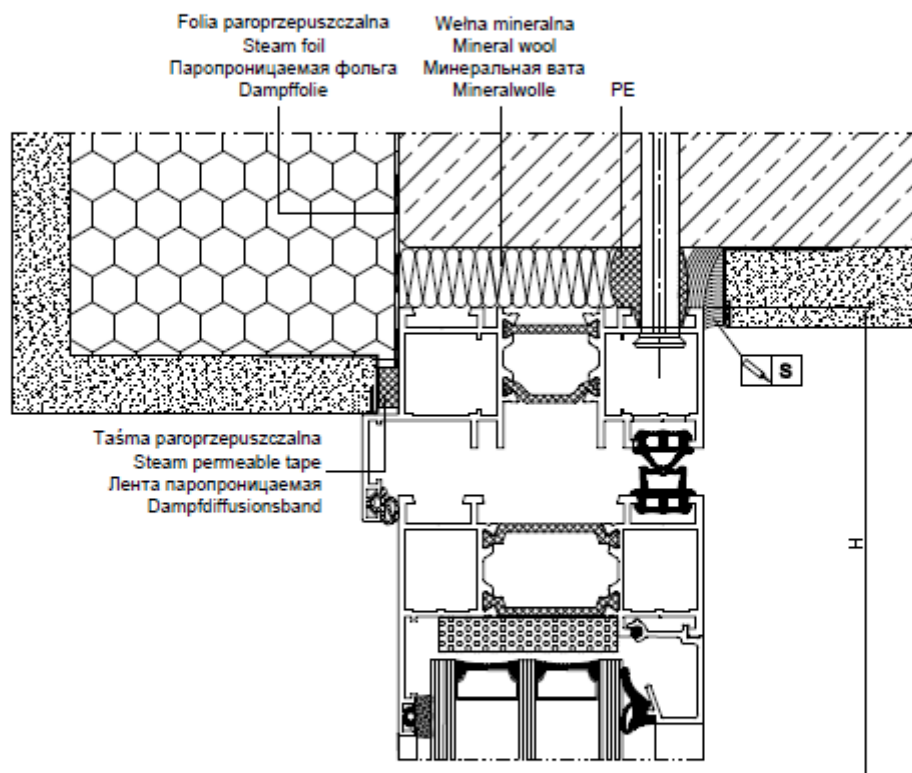 Folia paroprzepuszczalna
Steam foil
Паропроницаемая фольга
Dampffolie
Wełna mineralna
Mineral wool
Минеральная вата
Mineralwolle
PE
S
Taśma paroprzepuszczalna
Steam permeable tape
Лента паропроницаемая
Dampfdiffusionsband
H